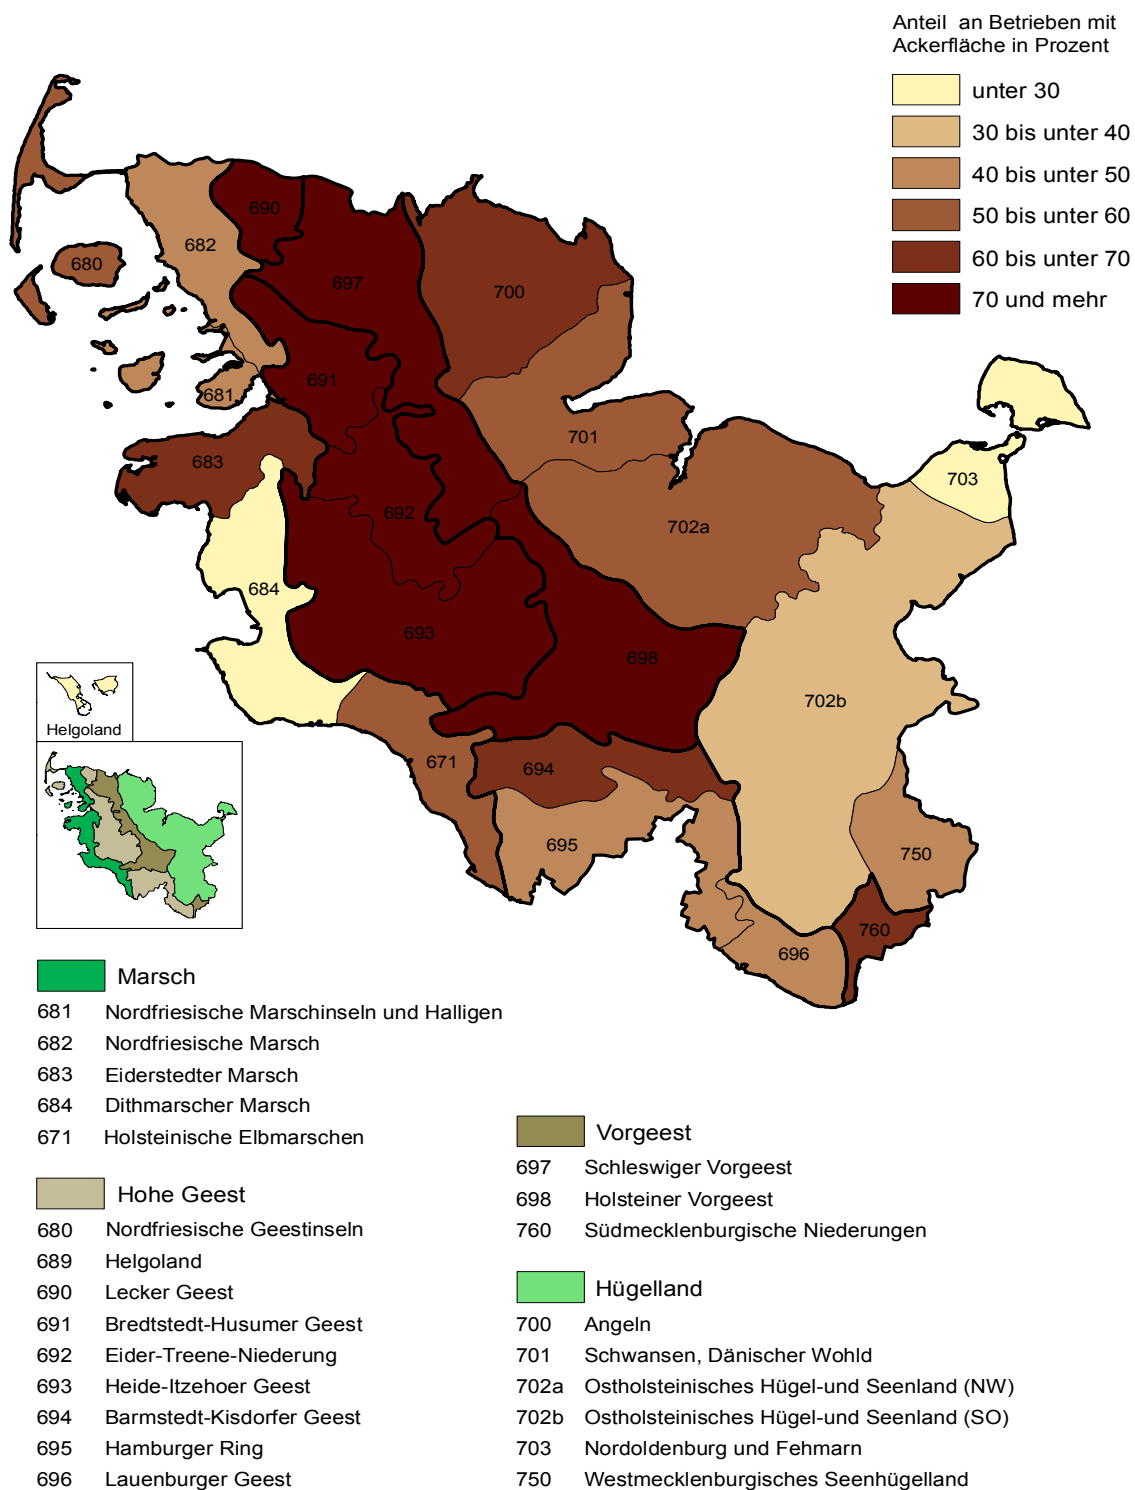 Anteil an Betrieben mit
Ackerfläche in Prozent
unter 30
30 bis unter 40
40 bis unter 50
50 bis unter 60
60 bis unter 70
70 und mehr
690
682
680
697
700
691
681
701
683
703
692
702a
684
693
698
702b
Helgoland
671
694
695
750
760
696
Marsch
681 Nordfriesische Marschinseln und Halligen
682 Nordfriesische Marsch
683 Eiderstedter Marsch
684 Dithmarscher Marsch
671 Holsteinische Elbmarschen
Hohe Geest
680 Nordfriesische Geestinseln
689 Helgoland
690 Lecker Geest
691 Bredtstedt-Husumer Geest
692 Eider-Treene-Niederung
693 Heide-Itzehoer Geest
694 Barmstedt-Kisdorfer Geest
695 Hamburger Ring
696 Lauenburger Geest
Vorgeest
697 Schleswiger Vorgeest
698 Holsteiner Vorgeest
760 Südmecklenburgische Niederungen
Hügelland
700 Angeln
701 Schwansen, Dänischer Wohld
702a Ostholsteinisches Hügel-und Seenland (NW)
702b Ostholsteinisches Hügel-und Seenland (SO)
703 Nordoldenburg und Fehmarn
750 Westmecklenburgisches Seenhügelland